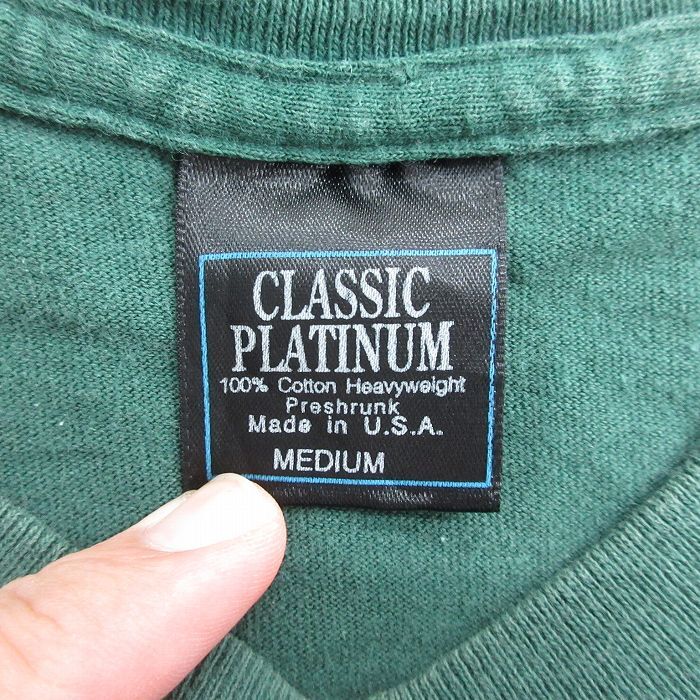 CLASSIC
PLATINUM
100% Cotton Heavyweight
Preshrunk
Made in U.S.A.
MEDIUM